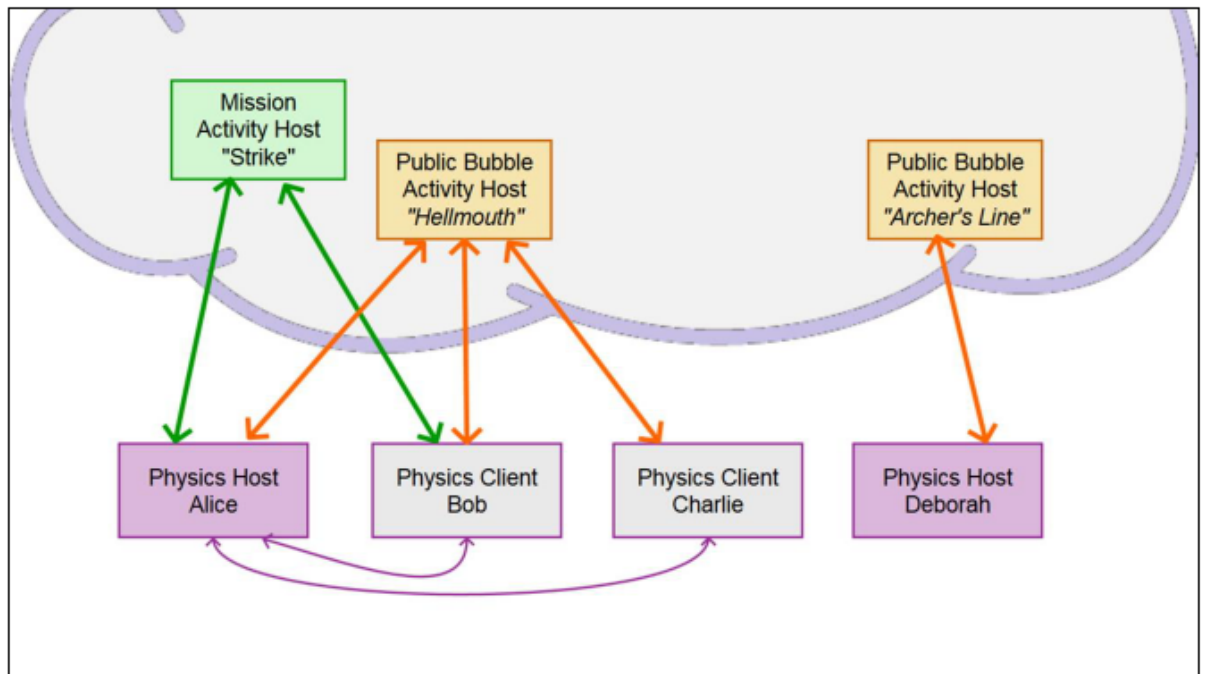 Mission
Activity Host
"Strike"
Public Bubble
Activity Host
"Hellmouth"
Public Bubble
Activity Host
"Archer's Line"
Physics Host
Alice
Physics Client
Bob
Physics Client
Charlie
Physics Host
Deborah